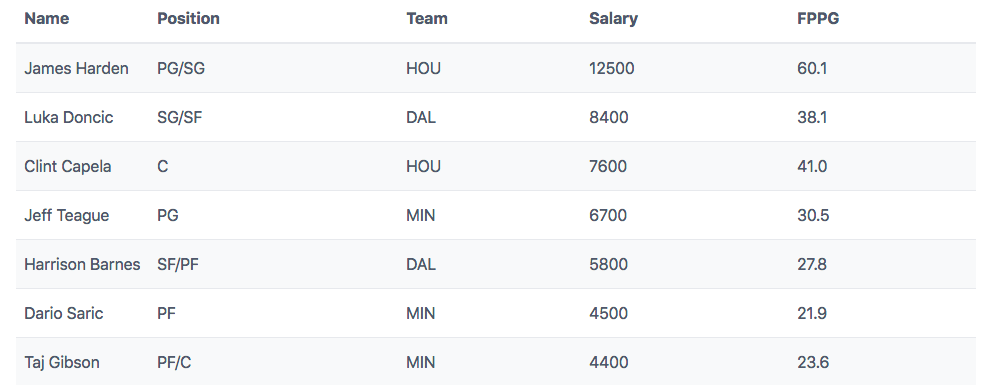 Name Position Team Salary FPPG
James Harden PG/SG HOU 12500 60.1
Luka Doncic SG/SF DAL 8400 38.1
Clint Capela C HOU 7600 41.0
Jeff Teague PG MIN 6700 30.5
Harrison Barnes SF/PF DAL 5800 27.8
Dario Saric PF MIN 4500 21.9
Taj Gibson PF/C MIN 4400 23.6